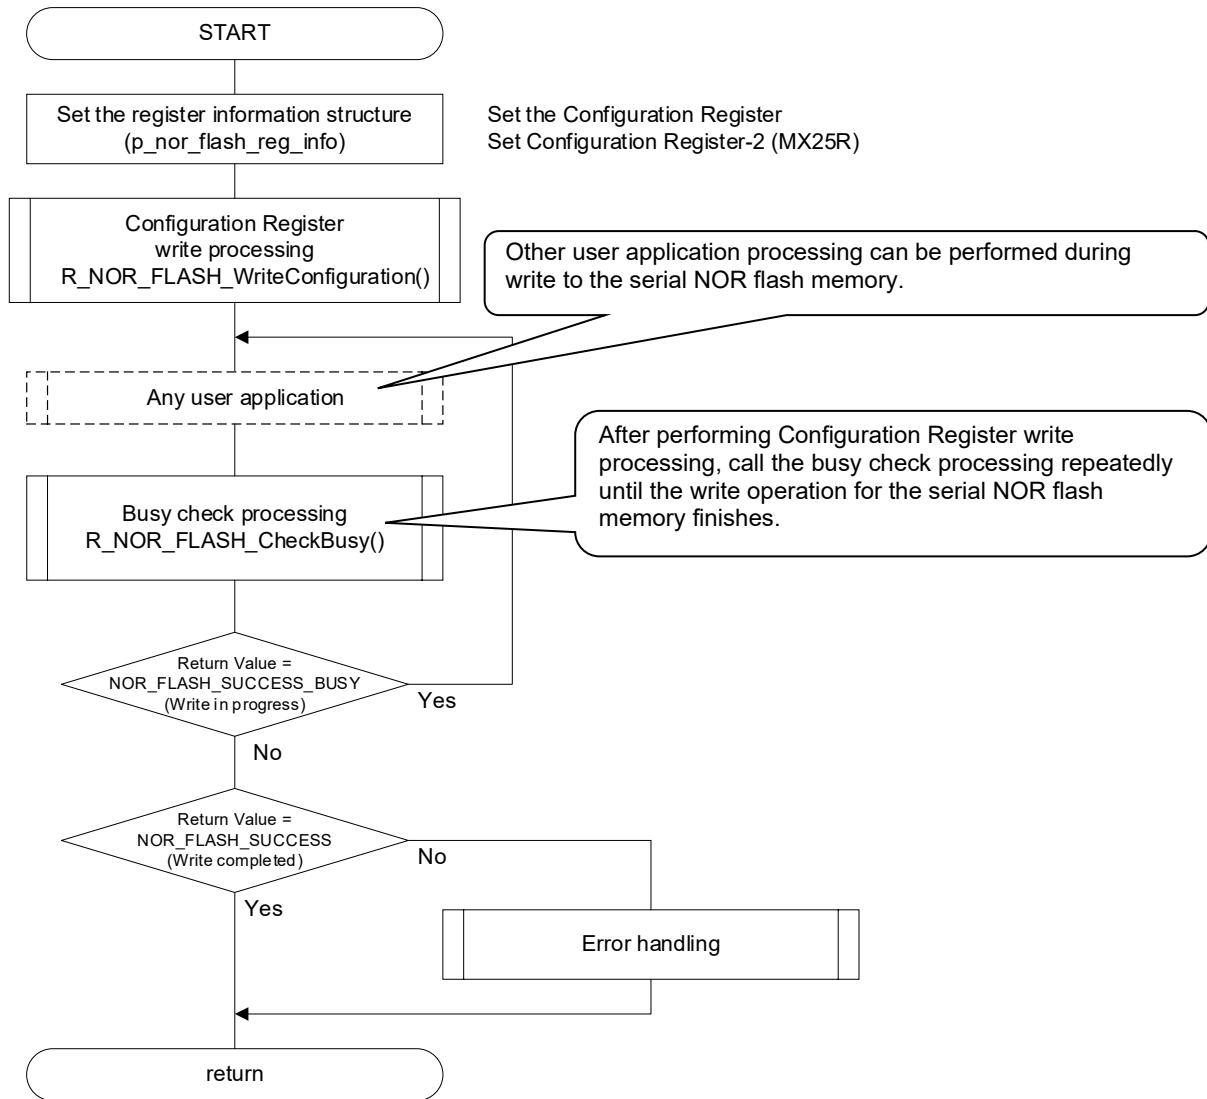 START
Set the register information structure
(p_nor_flash_reg_info)
Set the Configuration Register
Set Configuration Register-2 (MX25R)
Configuration Register
write processing
R_NOR_FLASH_WriteConfiguration()
Other user application processing can be performed during
write to the serial NOR flash memory.
Any user application
After performing Configuration Register write
processing, call the busy check processing repeatedly
until the write operation for the serial NOR flash
memory finishes.
Busy check processing
R_NOR_FLASH_CheckBusy()
Return Value =
NOR_FLASH_SUCCESS_BUSY
(Write in progress)
Yes
No
Return Value =
NOR_FLASH_SUCCESS
(Write completed)
No
Yes
Error handling
return